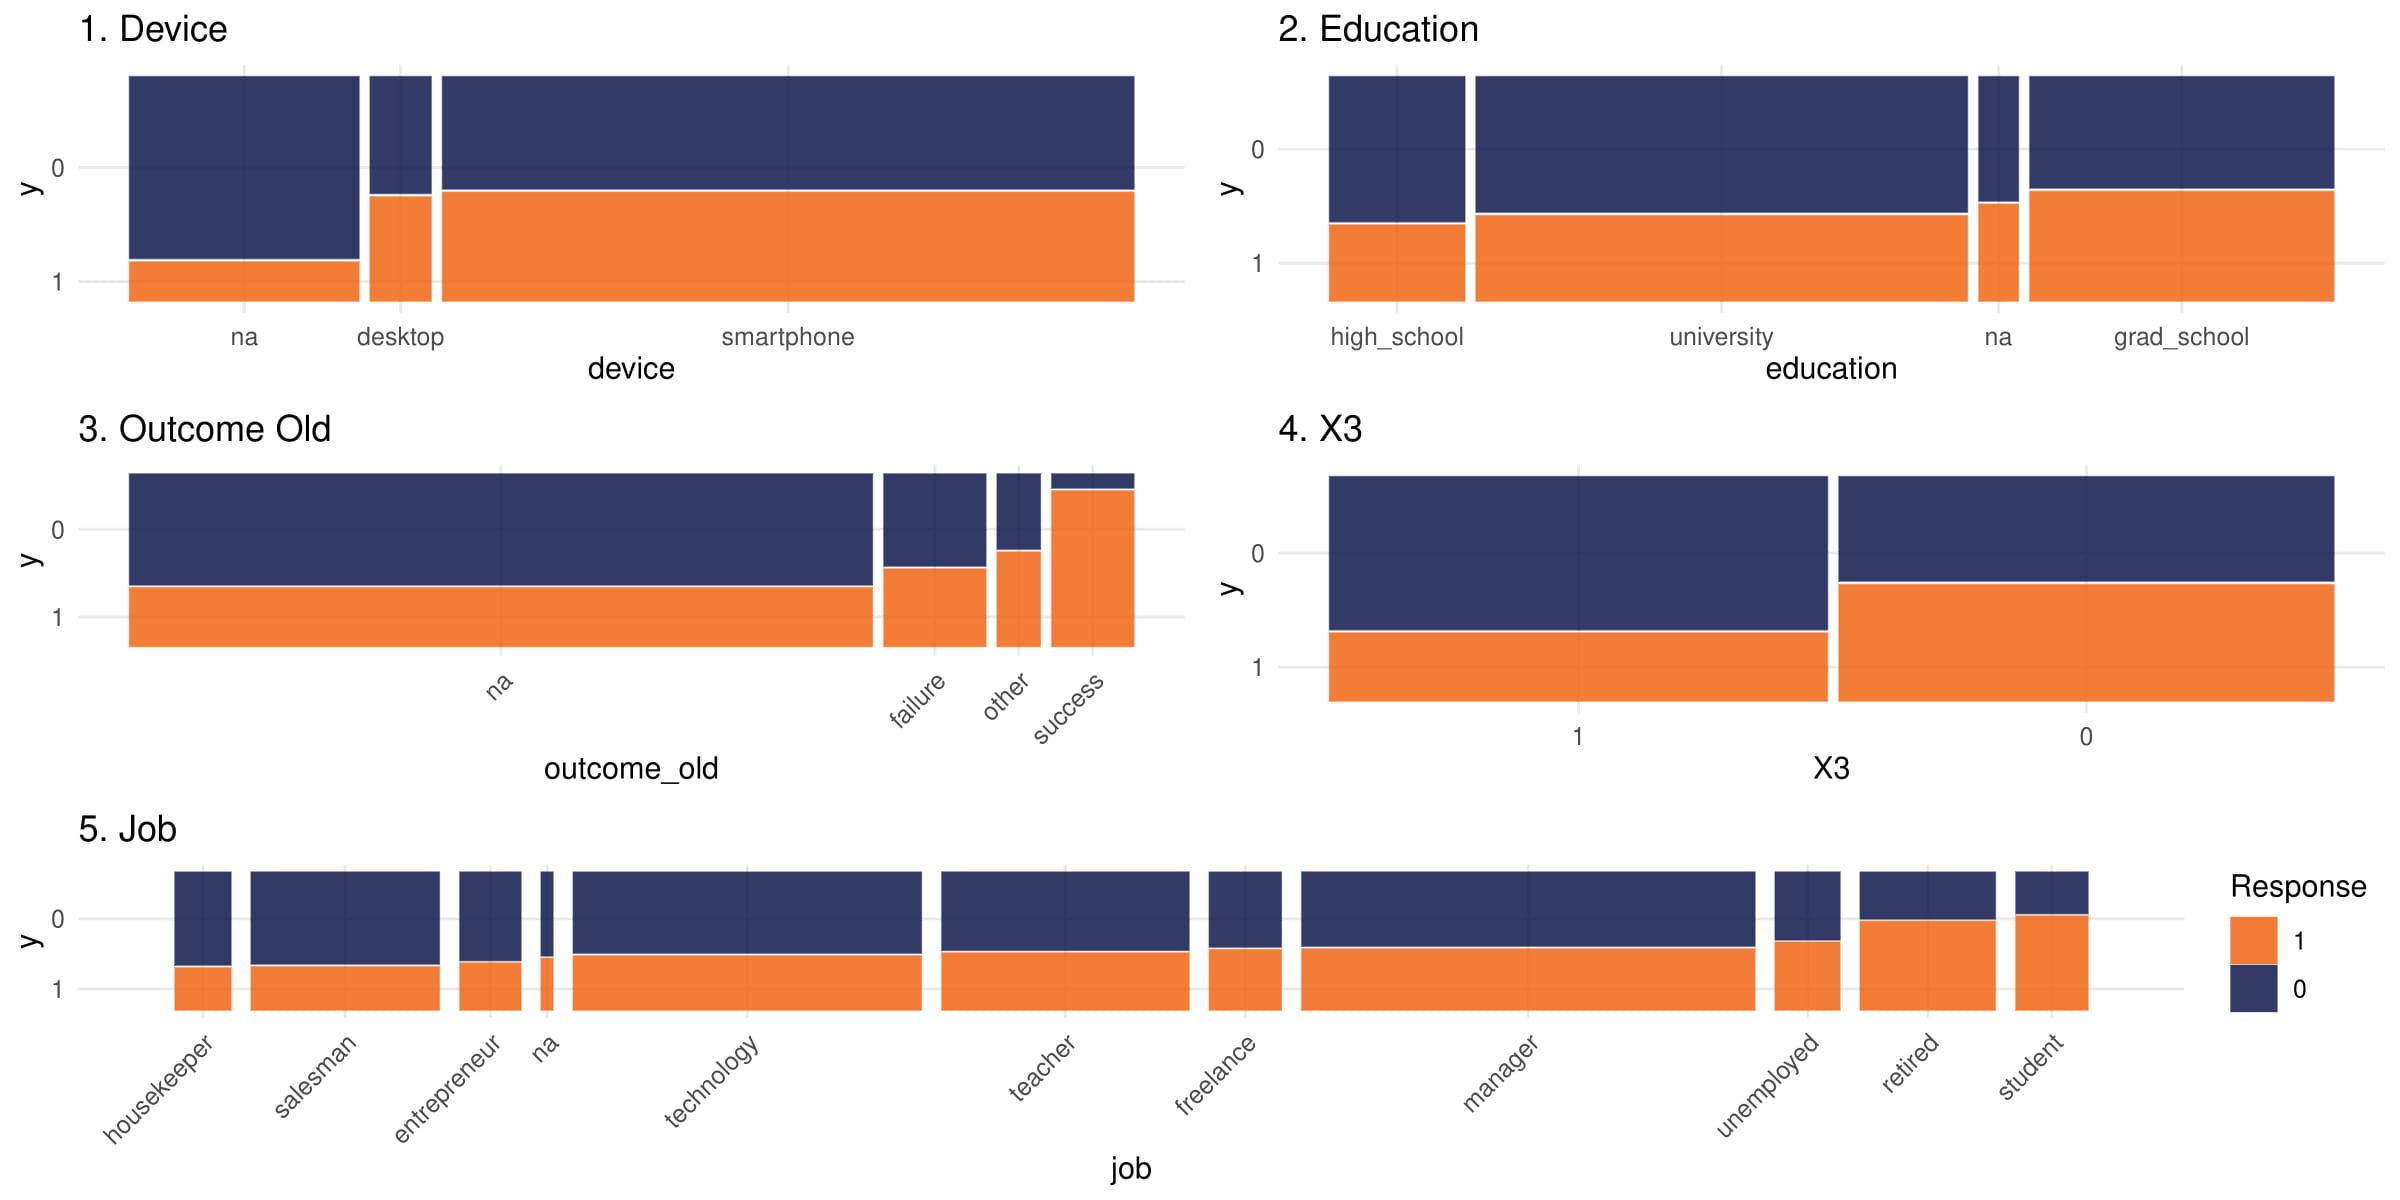 1. Device
y
0
1
na desktop smartphone
device
2. Education
y
0
1
high_school university na grad_school
education
3. Outcome Old
y
0
1
na failure other success
outcome_old
4. X3
y
0
1
1 0
X3
5. Job
y
0
1
housekeeper salesman entrepreneur na technology teacher freelance manager unemployed retired student
job
Response
1
0